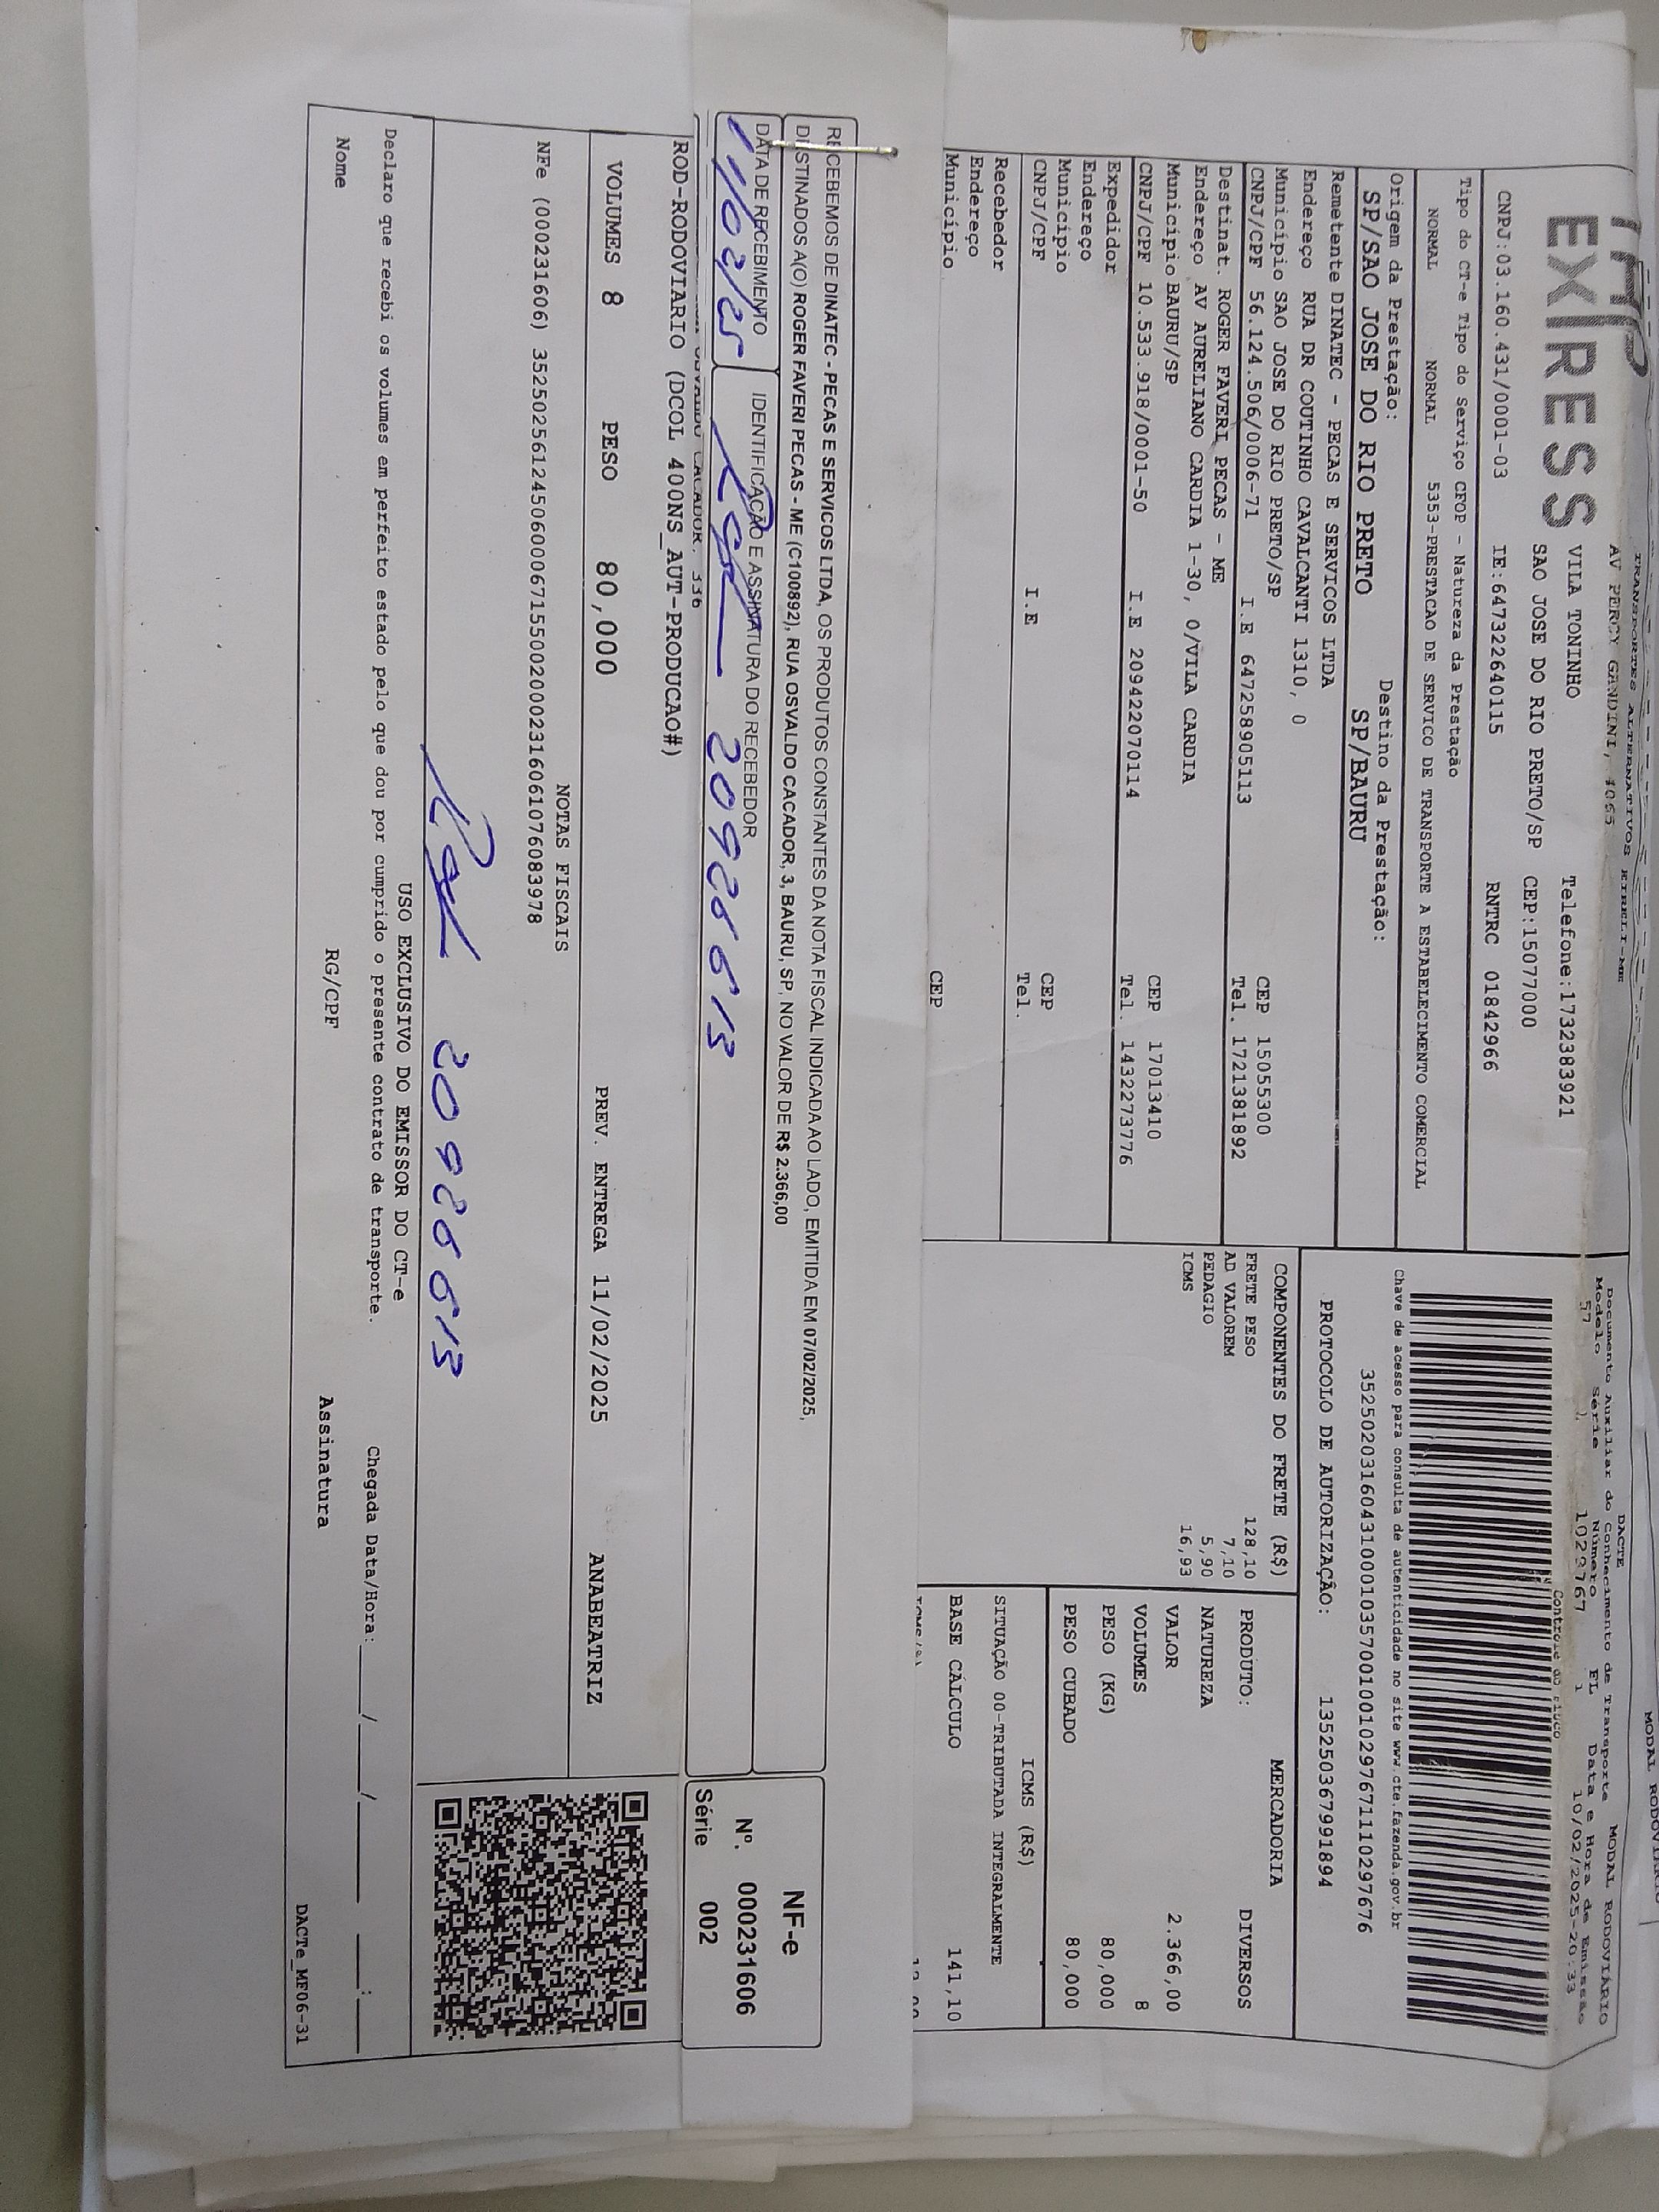 EXPRESS
TRANSPORTES ALTERNATIVOS EIRELI-ME
AV PERCY GANDINI, 4065
VILA TONINHO Telefone:1732383921
SAO JOSE DO RIO PRETO/SP CEP:15077000
CNPJ:03.160.431/0001-03 IE:647322640115 RNTRC 01842966
Tipo do CT-e Tipo do Serviço CFOP - Natureza da Prestação
NORMAL NORMAL 5353-PRESTACAO DE SERVICO DE TRANSPORTE A ESTABELECIMENTO COMERCIAL
Origem da Prestação: Destino da Prestação:
SP/SAO JOSE DO RIO PRETO SP/BAURU
Remetente DINATEC - PECAS E SERVICOS LTDA
Endereço RUA DR COUTINHO CAVALCANTI 1310, 0
Município SAO JOSE DO RIO PRETO/SP CEP 15055300
CNPJ/CPF 56.124.506/0006-71 I.E 647258905113 Tel. 1721381892
Destinat. ROGER FAVERI PECAS - ME
Endereço AV AURELIANO CARDIA 1-30, 0/VILA CARDIA
Município BAURU/SP CEP 17013410
CNPJ/CPF 10.533.918/0001-50 I.E 209422070114 Tel. 1432273776
Expedidor
Endereço
Município CEP
CNPJ/CPF I.E Tel.
Recebedor
Endereço
Município CEP
MODAL RODOVIÁRIO
DACTE MODAL RODOVIÁRIO
Documento Auxiliar do Conhecimento de Transporte
Modelo Série Número FL Data e Hora de Emissão
57 1 1029767 1 10/02/2025-20:33
Controle do Fisco
Chave de acesso para consulta de autenticidade no site www.cte.fazenda.gov.br
35250203160431000103570010010297671110297676
PROTOCOLO DE AUTORIZAÇÃO: 135250367991894
COMPONENTES DO FRETE (R$)
FRETE PESO 128,10
AD VALOREM 7,10
PEDAGIO 5,90
ICMS 16,93
MERCADORIA
PRODUTO: DIVERSOS
NATUREZA
VALOR 2.366,00
VOLUMES 8
PESO (KG) 80,000
PESO CUBADO 80,000
ICMS (R$)
SITUAÇÃO 00-TRIBUTADA INTEGRALMENTE
BASE CÁLCULO 141,10
RECEBEMOS DE DINATEC - PECAS E SERVICOS LTDA, OS PRODUTOS CONSTANTES DA NOTA FISCAL INDICADA AO LADO, EMITIDA EM 07/02/2025,
DESTINADOS A(O) ROGER FAVERI PECAS - ME (C100892), RUA OSVALDO CACADOR, 3, BAURU, SP, NO VALOR DE R$ 2.366,00
DATA DE RECEBIMENTO IDENTIFICAÇÃO E ASSINATURA DO RECEBEDOR
11/02/25 209286613
NF-e
Nº. 000231606
Série 002
CACADOR, 336
ROD-RODOVIARIO (DCOL 400NS_AUT-PRODUCAO#)
VOLUMES 8 PESO 80,000 PREV. ENTREGA 11/02/2025 ANABEATRIZ
NOTAS FISCAIS
NFe (000231606) 35250256124506000671550020002316061076083978
209286613
USO EXCLUSIVO DO EMISSOR DO CT-e
Declaro que recebi os volumes em perfeito estado pelo que dou por cumprido o presente contrato de transporte. Chegada Data/Hora:____/____/____ ___:___
Nome RG/CPF Assinatura
DACTe_MF06-31